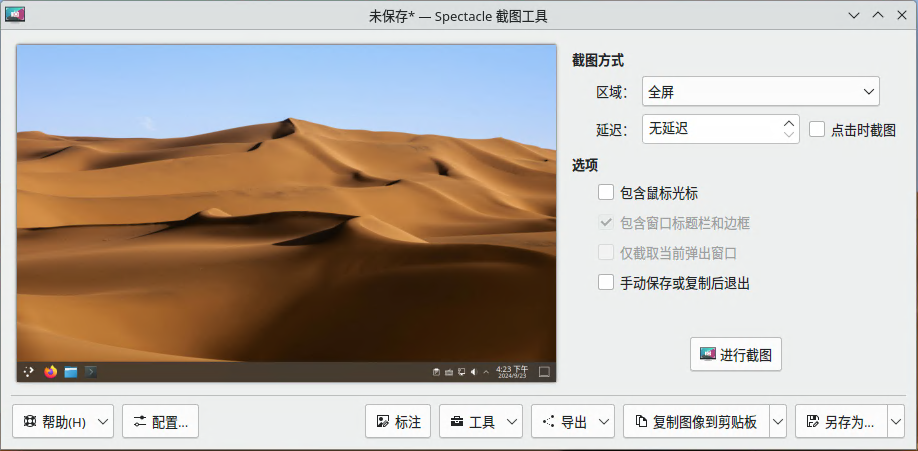 未保存* — Spectacle 截图工具
截图方式
区域： 全屏
延迟： 无延迟 点击时截图
选项
包含鼠标光标
包含窗口标题栏和边框
仅截取当前弹出窗口
手动保存或复制后退出
进行截图
4:23 下午
2024/9/23
帮助(H) 配置... 标注 工具 导出 复制图像到剪贴板 另存为...